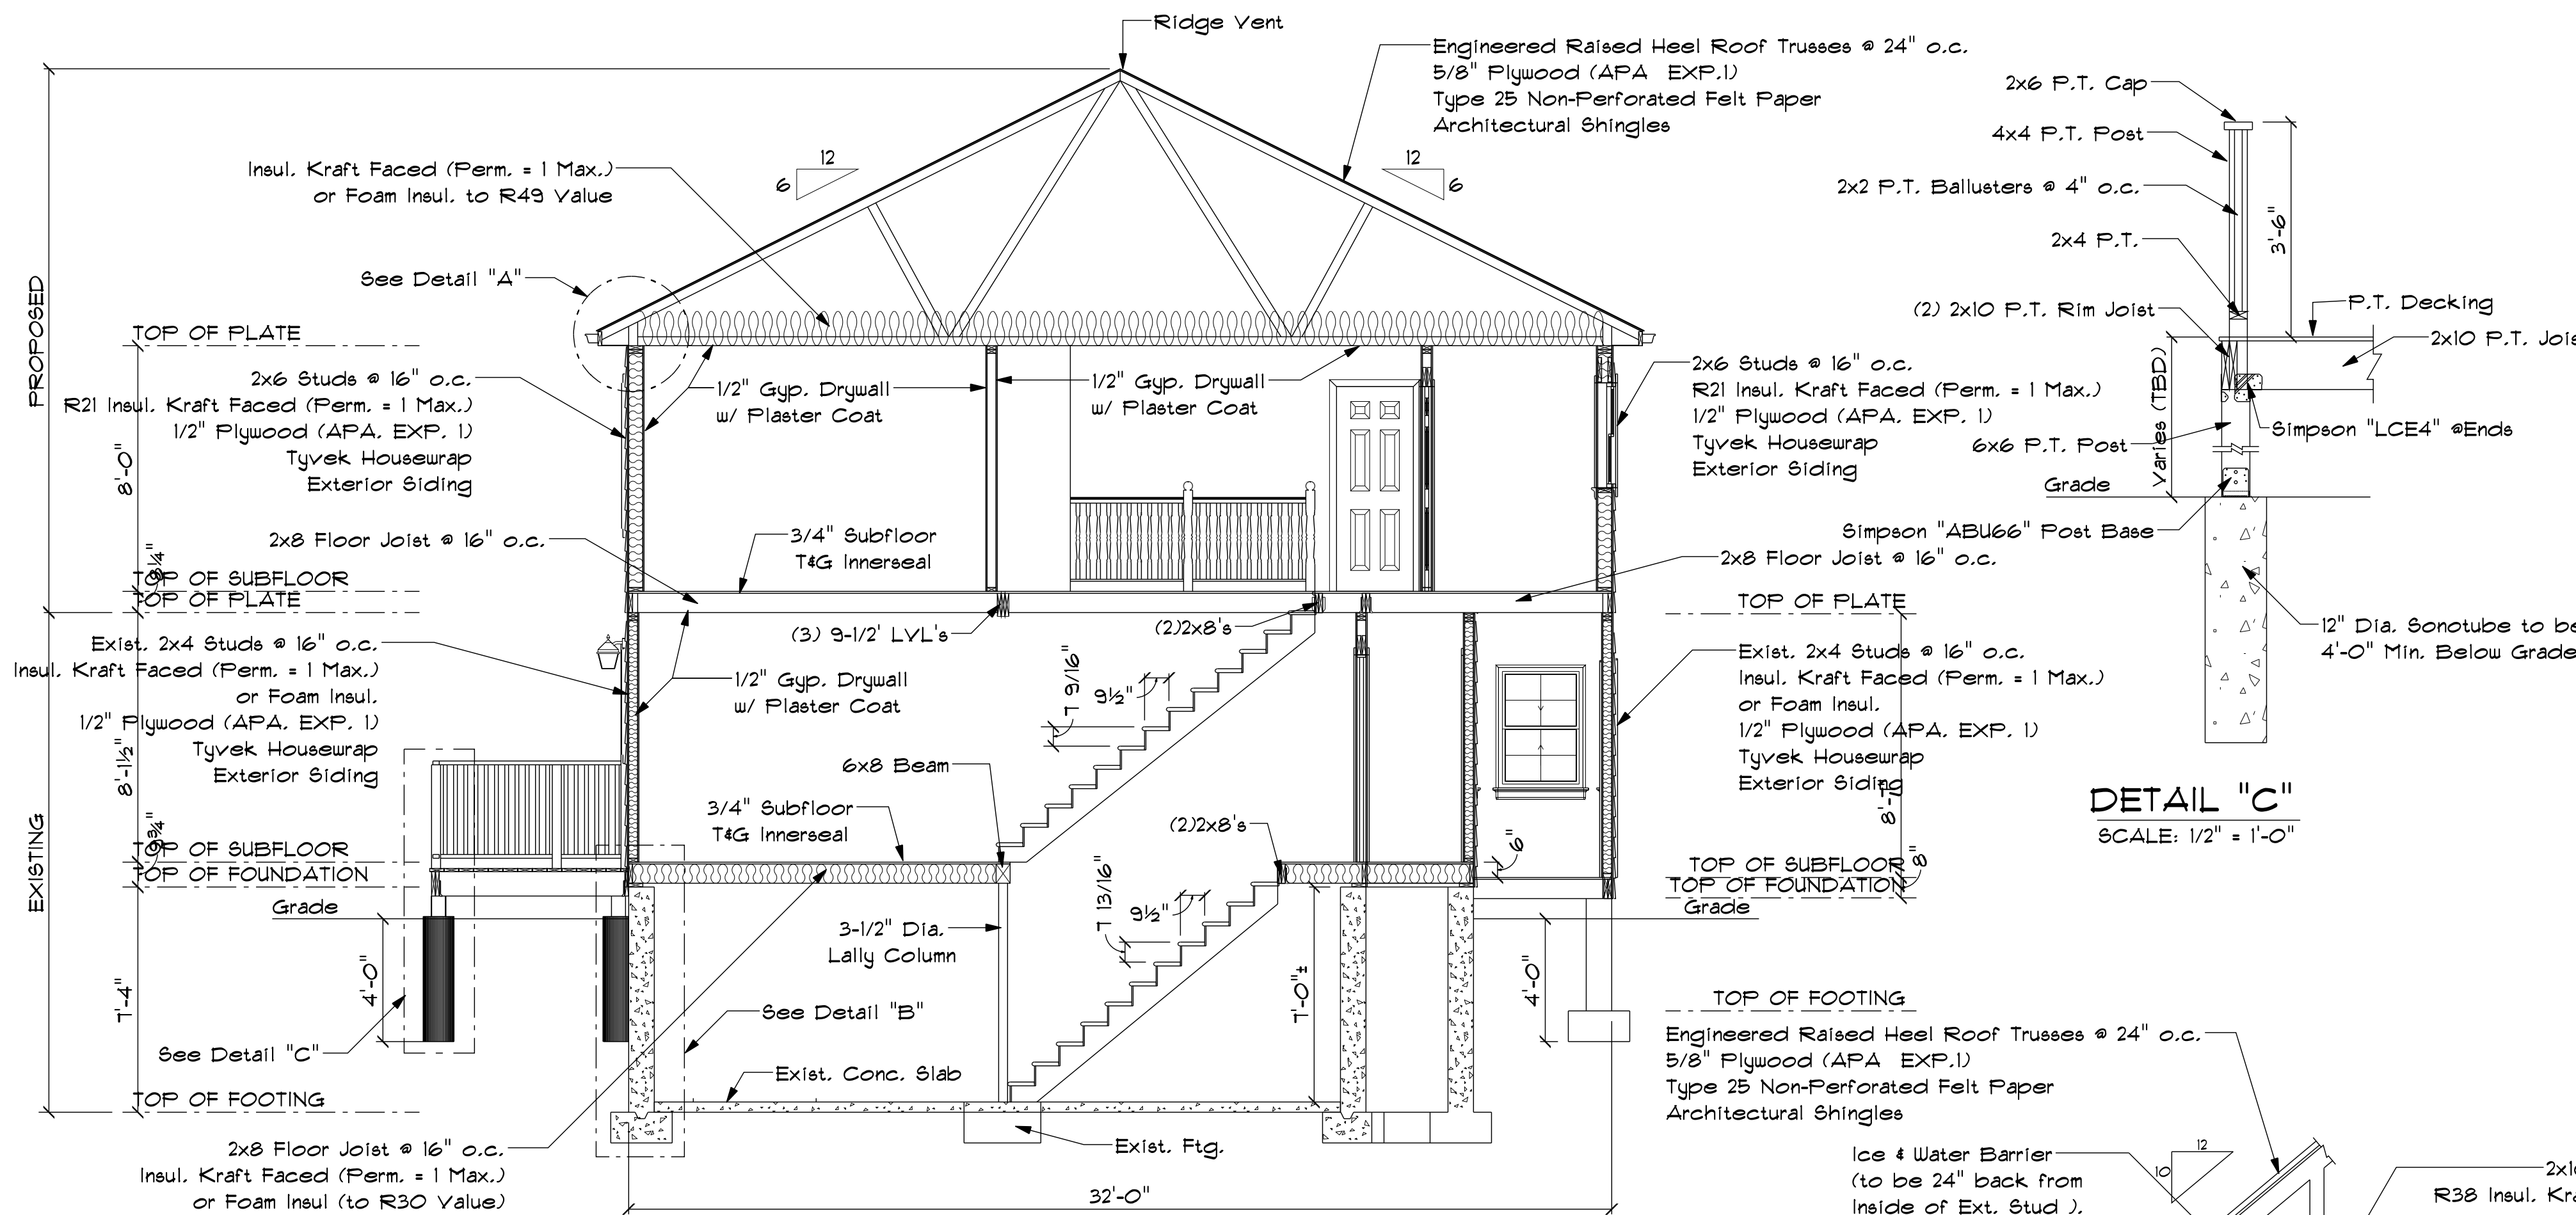 Ridge Vent
Engineered Raised Heel Roof Trusses @ 24" o.c.
5/8" Plywood (APA EXP.1)
Type 25 Non-Perforated Felt Paper
Architectural Shingles
12
6
12
6
Insul. Kraft Faced (Perm. = 1 Max.)
or Foam Insul. to R49 Value
See Detail "A"
PROPOSED
EXISTING
TOP OF PLATE
2x6 Studs @ 16" o.c.
R21 Insul. Kraft Faced (Perm. = 1 Max.)
1/2" Plywood (APA. EXP. 1)
Tyvek Housewrap
Exterior Siding
8'-0"
1/2" Gyp. Drywall
w/ Plaster Coat
1/2" Gyp. Drywall
w/ Plaster Coat
2x6 Studs @ 16" o.c.
R21 Insul. Kraft Faced (Perm. = 1 Max.)
1/2" Plywood (APA. EXP. 1)
Tyvek Housewrap
Exterior Siding
2x8 Floor Joist @ 16" o.c.
3/4" Subfloor
T&G Innerseal
2x8 Floor Joist @ 16" o.c.
8¼"
TOP OF SUBFLOOR
TOP OF PLATE
TOP OF PLATE
(3) 9-1/2' LVL's
(2)2x8's
Exist. 2x4 Studs @ 16" o.c.
Insul. Kraft Faced (Perm. = 1 Max.)
or Foam Insul.
1/2" Plywood (APA. EXP. 1)
Tyvek Housewrap
Exterior Siding
8'-1½"
1/2" Gyp. Drywall
w/ Plaster Coat
7 9/16"
9½"
Exist. 2x4 Studs @ 16" o.c.
Insul. Kraft Faced (Perm. = 1 Max.)
or Foam Insul.
1/2" Plywood (APA. EXP. 1)
Tyvek Housewrap
Exterior Siding
6x8 Beam
3/4" Subfloor
T&G Innerseal
(2)2x8's
6"
9¾"
TOP OF SUBFLOOR
TOP OF FOUNDATION
Grade
TOP OF SUBFLOOR
8"
TOP OF FOUNDATION
Grade
7 13/16"
9½"
3-1/2" Dia.
Lally Column
4'-0"
7'-4"
7'-0"±
4'-0"
See Detail "C"
See Detail "B"
Exist. Conc. Slab
TOP OF FOOTING
TOP OF FOOTING
Exist. Ftg.
2x8 Floor Joist @ 16" o.c.
Insul. Kraft Faced (Perm. = 1 Max.)
or Foam Insul (to R30 Value)
32'-0"
2x6 P.T. Cap
4x4 P.T. Post
2x2 P.T. Ballusters @ 4" o.c.
2x4 P.T.
3'-6"
(2) 2x10 P.T. Rim Joist
P.T. Decking
2x10 P.T. Jois
Varies (TBD)
Simpson "LCE4" @Ends
6x6 P.T. Post
Grade
Simpson "ABU66" Post Base
12" Dia. Sonotube to be
4'-0" Min. Below Grade
DETAIL "C"
SCALE: 1/2" = 1'-0"
Engineered Raised Heel Roof Trusses @ 24" o.c.
5/8" Plywood (APA EXP.1)
Type 25 Non-Perforated Felt Paper
Architectural Shingles
Ice & Water Barrier
(to be 24" back from
Inside of Ext. Stud ).
12
10
R38 Insul. Kra